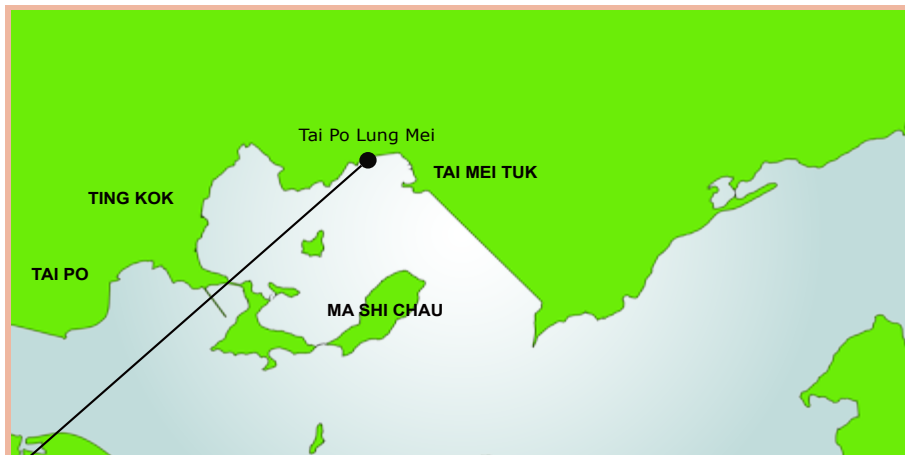 Tai Po Lung Mei
TAI MEI TUK
TING KOK
TAI PO
MA SHI CHAU